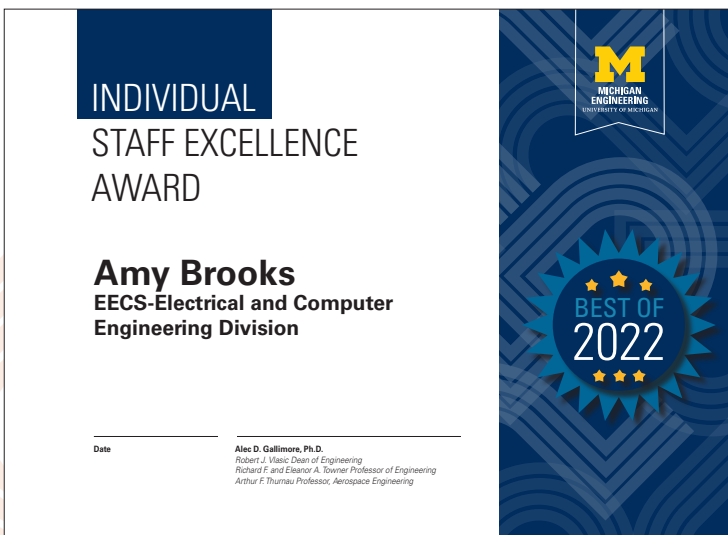 INDIVIDUAL
STAFF EXCELLENCE
AWARD
Amy Brooks
EECS-Electrical and Computer
Engineering Division
Date
Alec D. Gallimore, Ph.D.
Robert J. Vlasic Dean of Engineering
Richard F. and Eleanor A. Towner Professor of Engineering
Arthur F. Thurnau Professor, Aerospace Engineering
M
MICHIGAN
ENGINEERING
UNIVERSITY OF MICHIGAN
BEST OF
2022